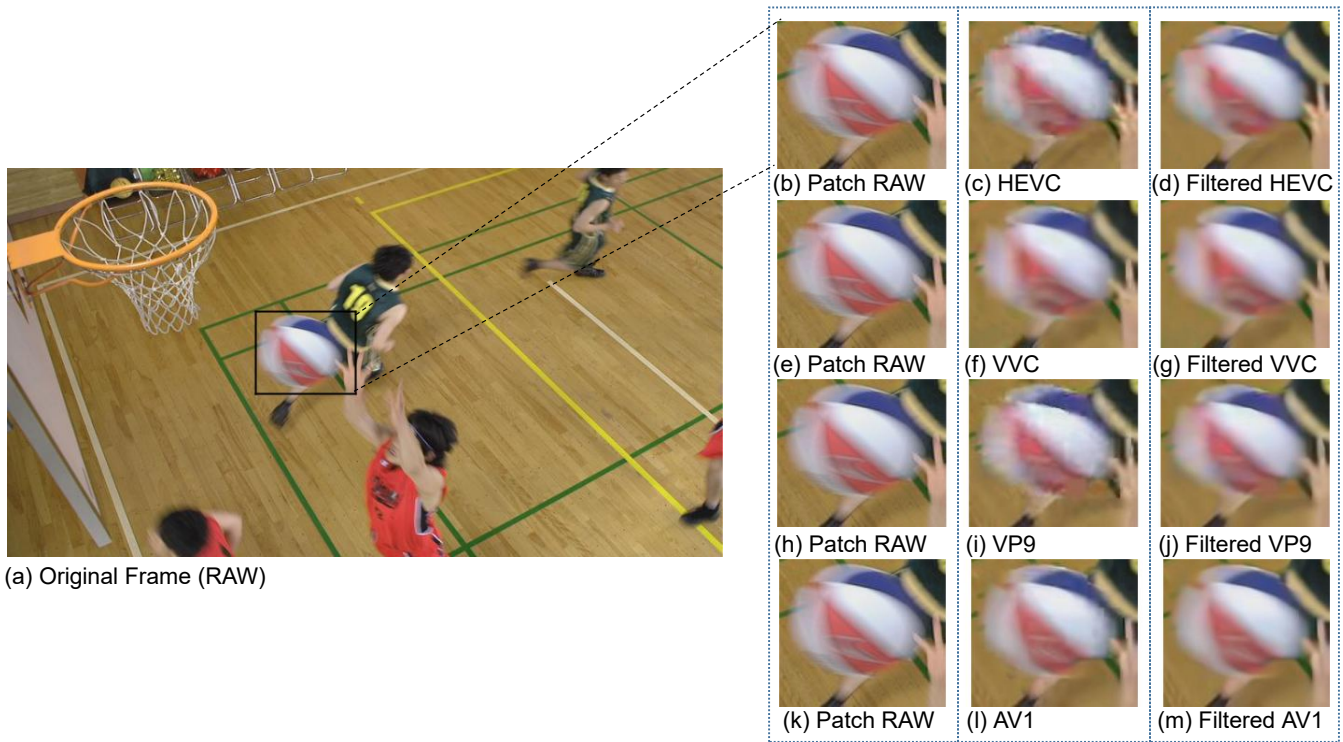 (b) Patch RAW (c) HEVC (d) Filtered HEVC
(e) Patch RAW (f) VVC (g) Filtered VVC
10
(h) Patch RAW (i) VP9 (j) Filtered VP9
(a) Original Frame (RAW)
(k) Patch RAW (l) AV1 (m) Filtered AV1